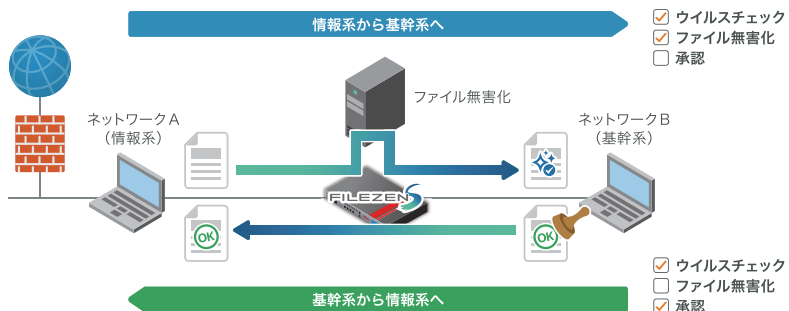 情報系から基幹系へ
ウイルスチェック
ファイル無害化
承認
ファイル無害化
ネットワークA
（情報系）
ネットワークB
（基幹系）
FILEZEN S
OK
OK
基幹系から情報系へ
ウイルスチェック
ファイル無害化
承認